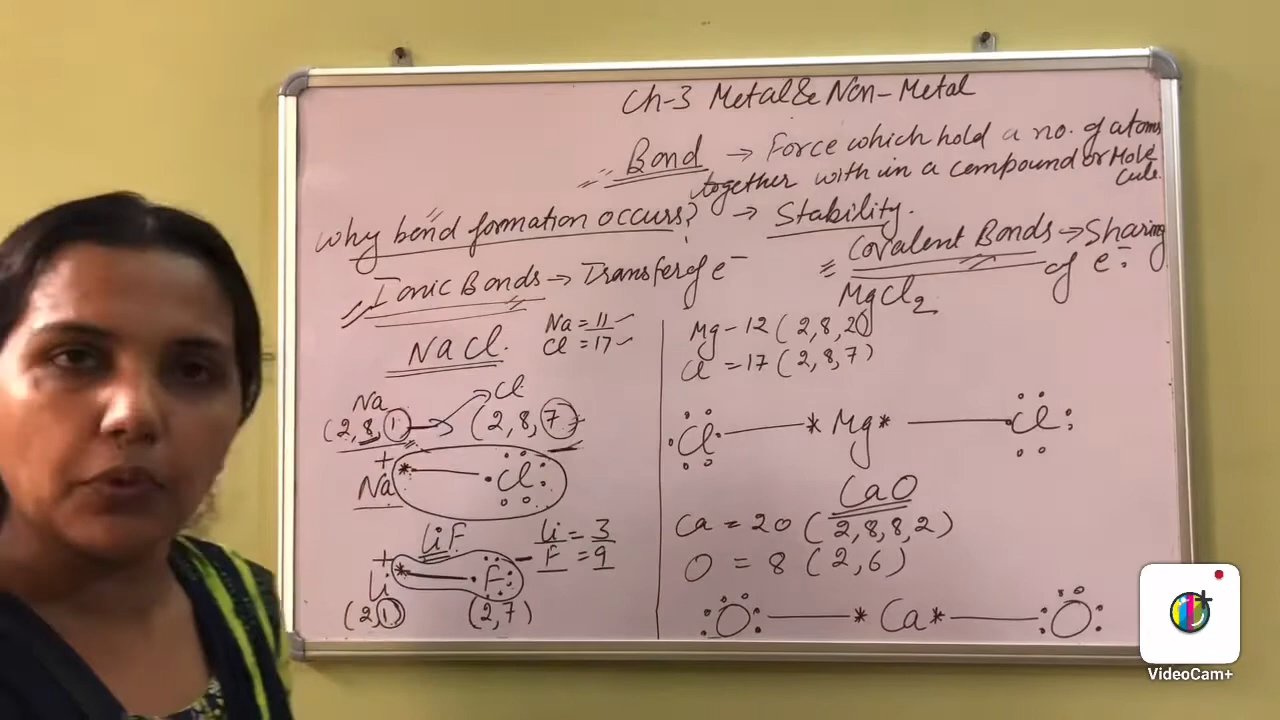 Ch-3 Metal & Non-Metal
Bond → Force which hold a no. of atoms
together with in a compound or Mole
cule.
Why bond formation occurs? → Stability.
Ionic Bonds → Transfer of e⁻
Covalent Bonds → Sharing
of e⁻.
NaCl.
Na = 11
Cl = 17
Na
(2,8,1) → Cl
(2,8,7)
+
Na * Cl
LiF
Li = 3
F = 9
+
Li * F
(2,1) (2,7)
MgCl2
Mg - 12 (2,8,2)
Cl = 17 (2,8,7)
Cl * Mg * Cl
CaO
Ca = 20 (2,8,8,2)
O = 8 (2,6)
O * Ca * O
VideoCam+